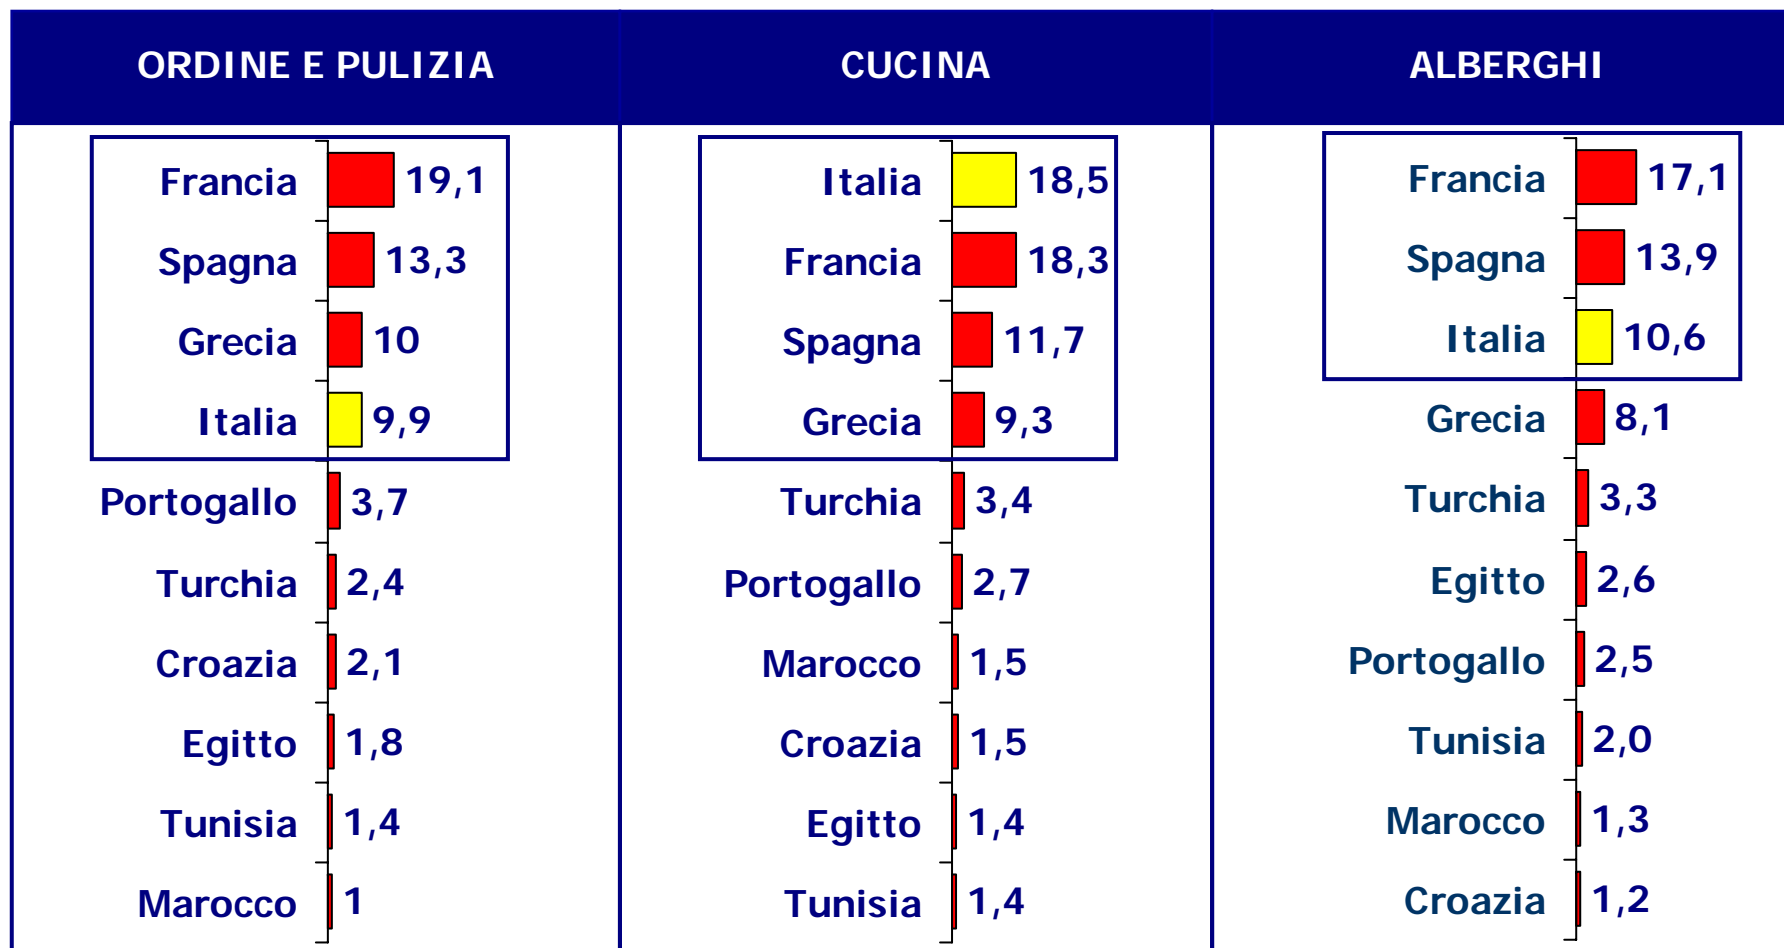 ORDINE E PULIZIA
Francia 19,1
Spagna 13,3
Grecia 10
Italia 9,9
Portogallo 3,7
Turchia 2,4
Croazia 2,1
Egitto 1,8
Tunisia 1,4
Marocco 1
CUCINA
Italia 18,5
Francia 18,3
Spagna 11,7
Grecia 9,3
Turchia 3,4
Portogallo 2,7
Marocco 1,5
Croazia 1,5
Egitto 1,4
Tunisia 1,4
ALBERGHI
Francia 17,1
Spagna 13,9
Italia 10,6
Grecia 8,1
Turchia 3,3
Egitto 2,6
Portogallo 2,5
Tunisia 2,0
Marocco 1,3
Croazia 1,2